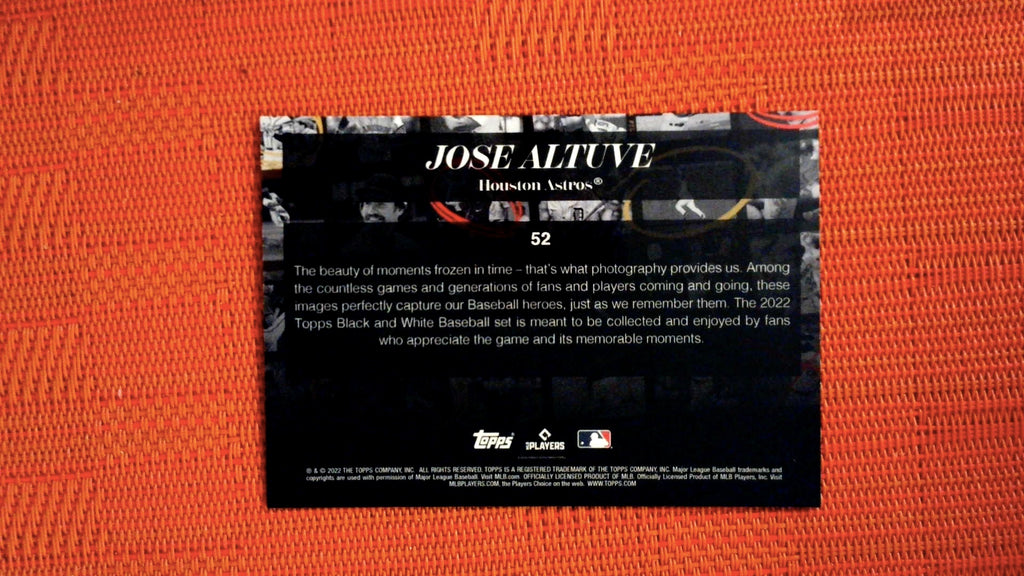 JOSE ALTUVE
Houston Astros®
52
The beauty of moments frozen in time – that's what photography provides us. Among
the countless games and generations of fans and players coming and going, these
images perfectly capture our Baseball heroes, just as we remember them. The 2022
Topps Black and White Baseball set is meant to be collected and enjoyed by fans
who appreciate the game and its memorable moments.
Topps PLAYERS
® & © 2022 THE TOPPS COMPANY, INC. ALL RIGHTS RESERVED. TOPPS IS A REGISTERED TRADEMARK OF THE TOPPS COMPANY, INC. Major League Baseball trademarks and
copyrights are used with permission of Major League Baseball. Visit MLB.com. OFFICIALLY LICENSED PRODUCT OF MLB. Officially Licensed Product of MLB Players, Inc. Visit
MLBPLAYERS.COM, the Players Choice on the web. WWW.TOPPS.COM